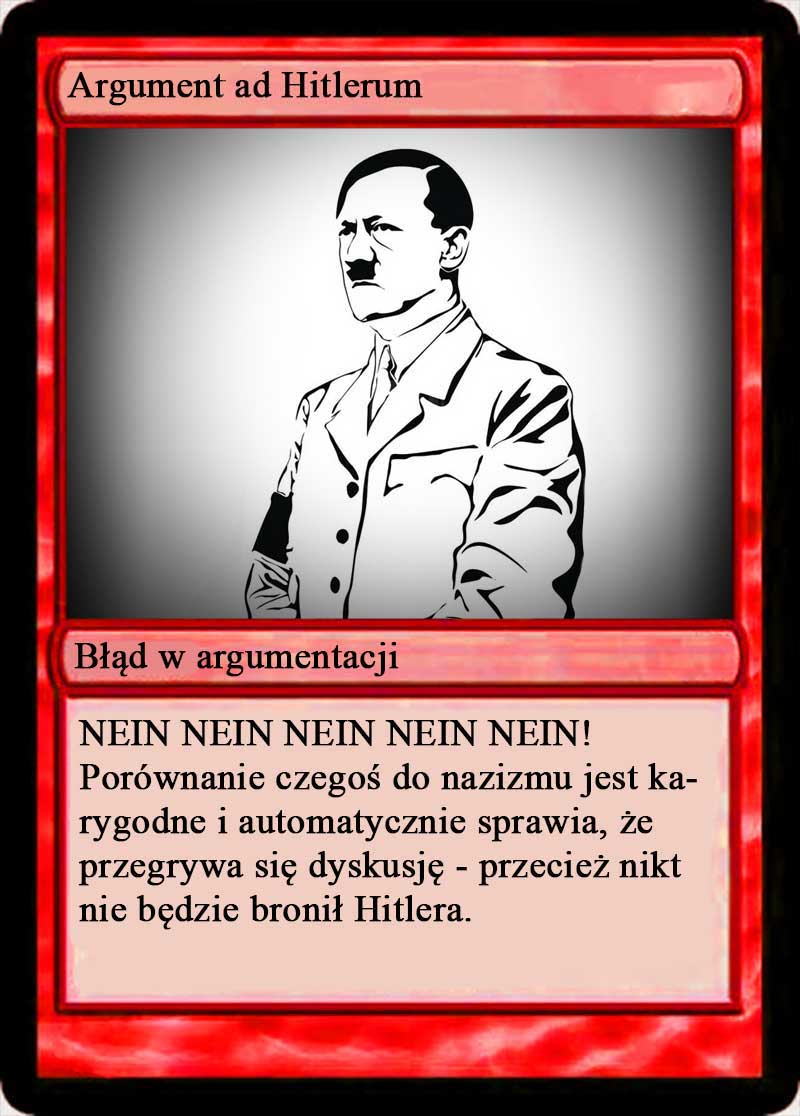 Argument ad Hitlerum
Błąd w argumentacji
NEIN NEIN NEIN NEIN NEIN!
Porównanie czegoś do nazizmu jest ka-
rygodne i automatycznie sprawia, że
przegrywa się dyskusję - przecież nikt
nie będzie bronił Hitlera.